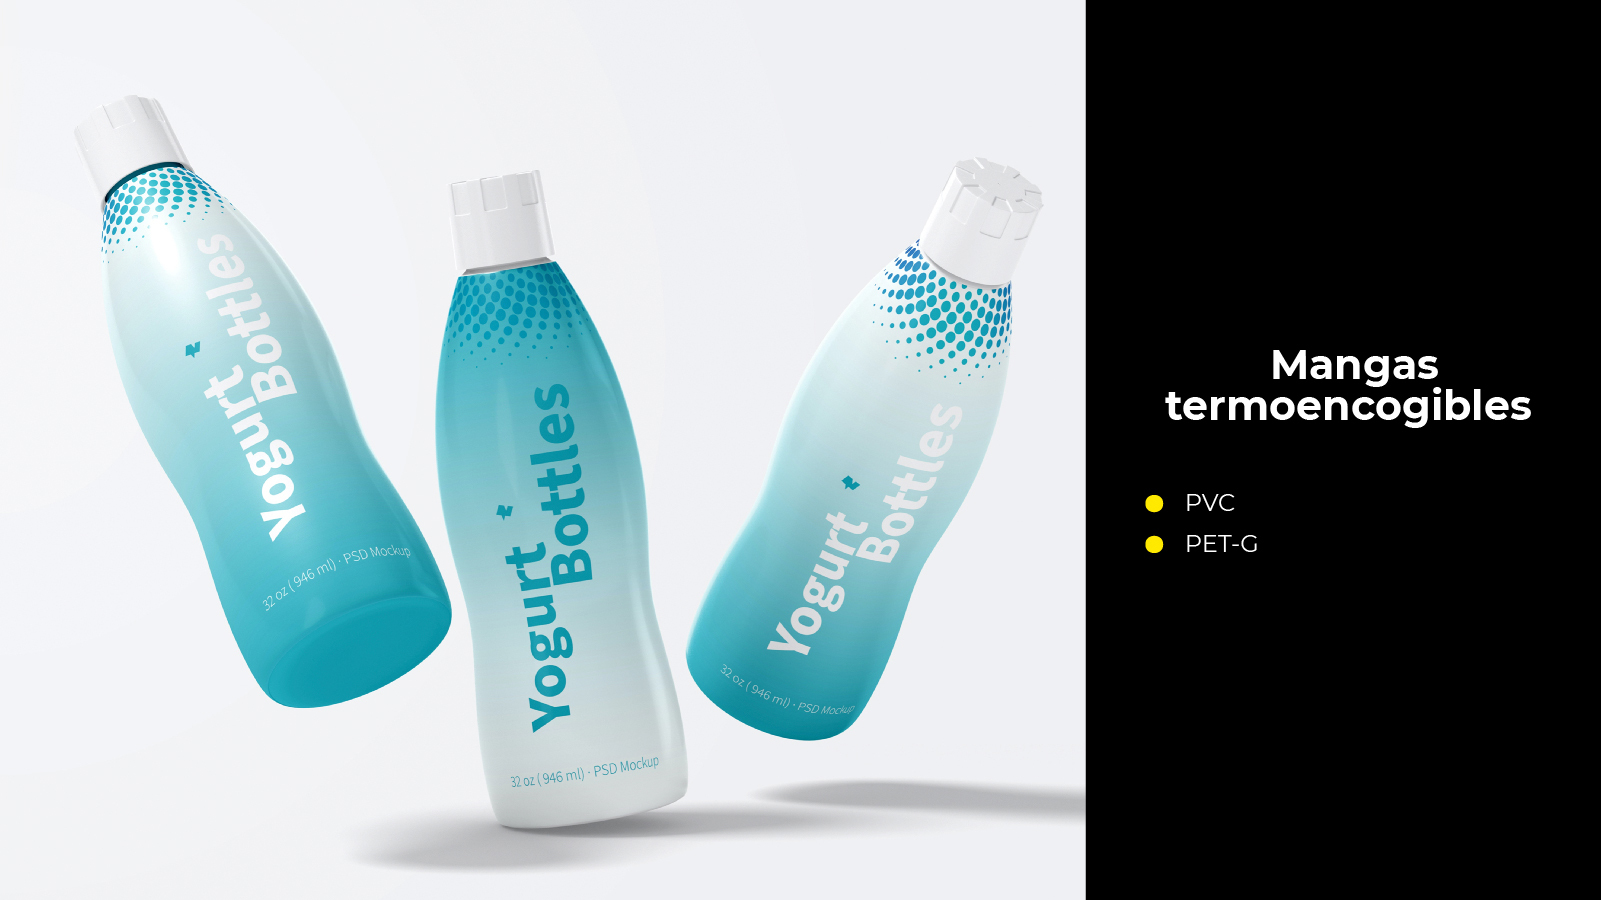 Yogurt
Bottles
32 oz ( 946 ml) · PSD Mockup
Yogurt
Bottles
32 oz ( 946 ml) · PSD Mockup
Yogurt
Bottles
32 oz ( 946 ml) · PSD Mockup
Mangas
termoencogibles
PVC
PET-G